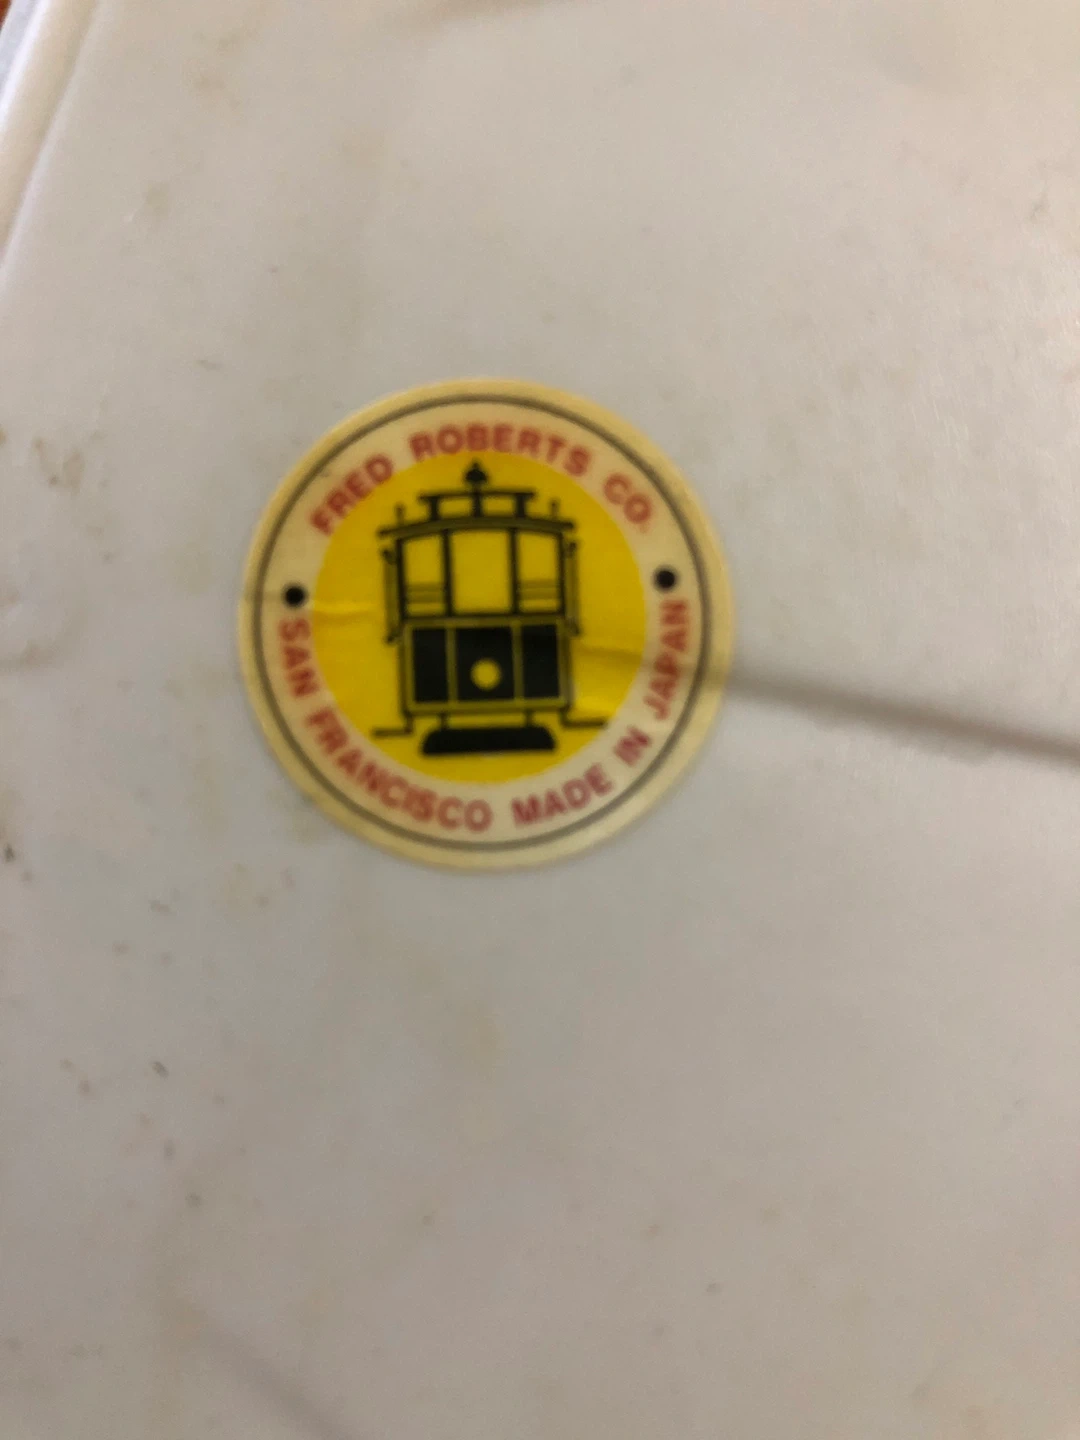 FRED ROBERTS CO.
SAN FRANCISCO MADE IN JAPAN